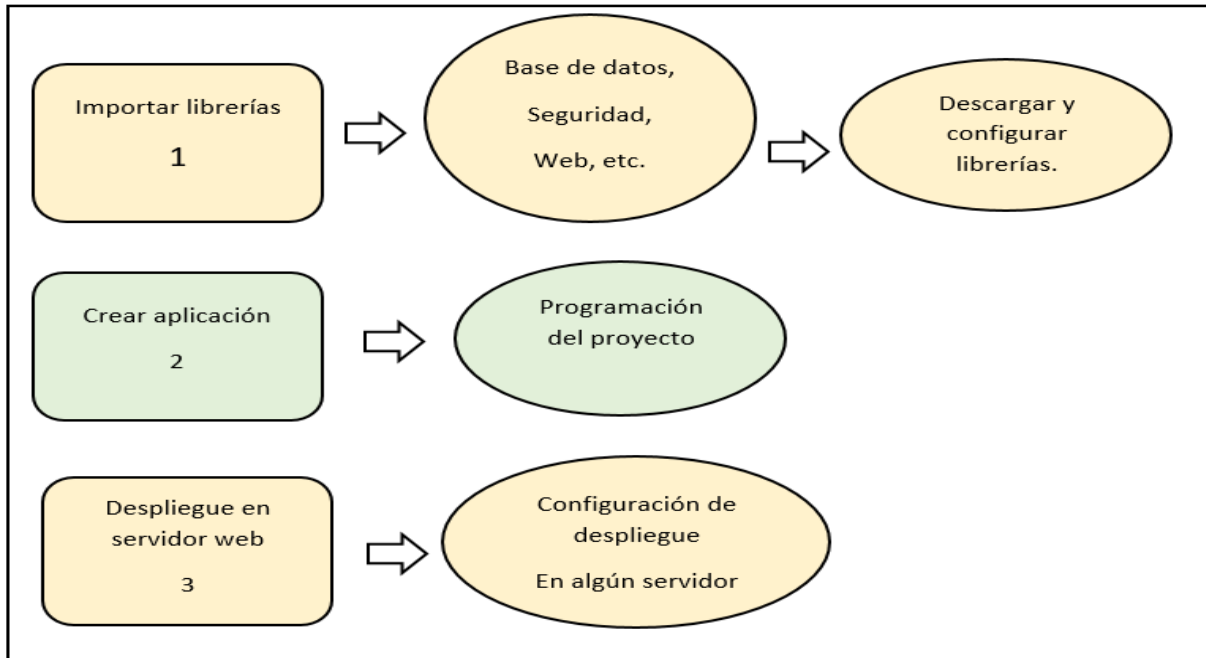 Importar librerías
1
Base de datos,
Seguridad,
Web, etc.
Descargar y
configurar
librerías.
Crear aplicación
2
Programación
del proyecto
Despliegue en
servidor web
3
Configuración de
despliegue
En algún servidor